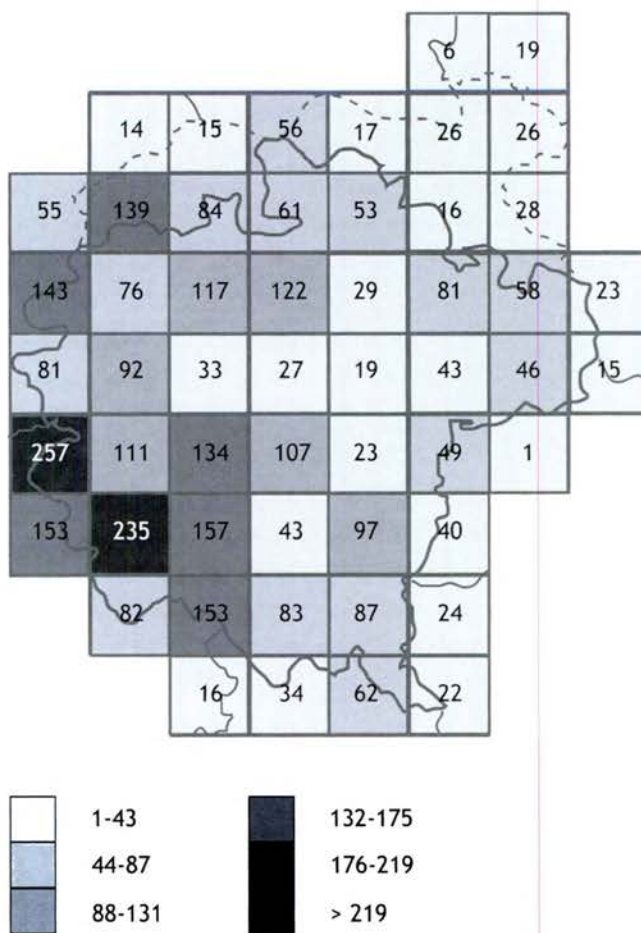 6 19
14 15 56 17 26 26
55 139 84 61 53 16 28
143 76 117 122 29 81 58 23
81 92 33 27 19 43 46 15
257 111 134 107 23 49 1
153 235 157 43 97 40
82 153 83 87 24
16 34 62 22
1-43 132-175
44-87 176-219
88-131 > 219